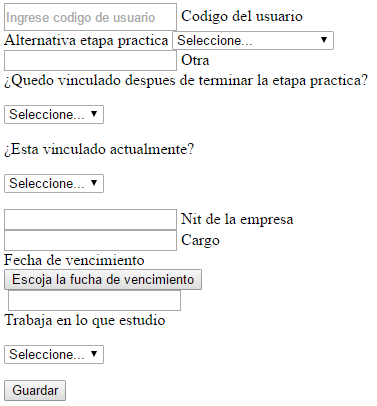 Ingrese codigo de usuario Codigo del usuario
Alternativa etapa practica Seleccione...
Otra
¿Quedo vinculado despues de terminar la etapa practica?
Seleccione...
¿Esta vinculado actualmente?
Seleccione...
Nit de la empresa
Cargo
Fecha de vencimiento
Escoja la fucha de vencimiento
Trabaja en lo que estudio
Seleccione...
Guardar